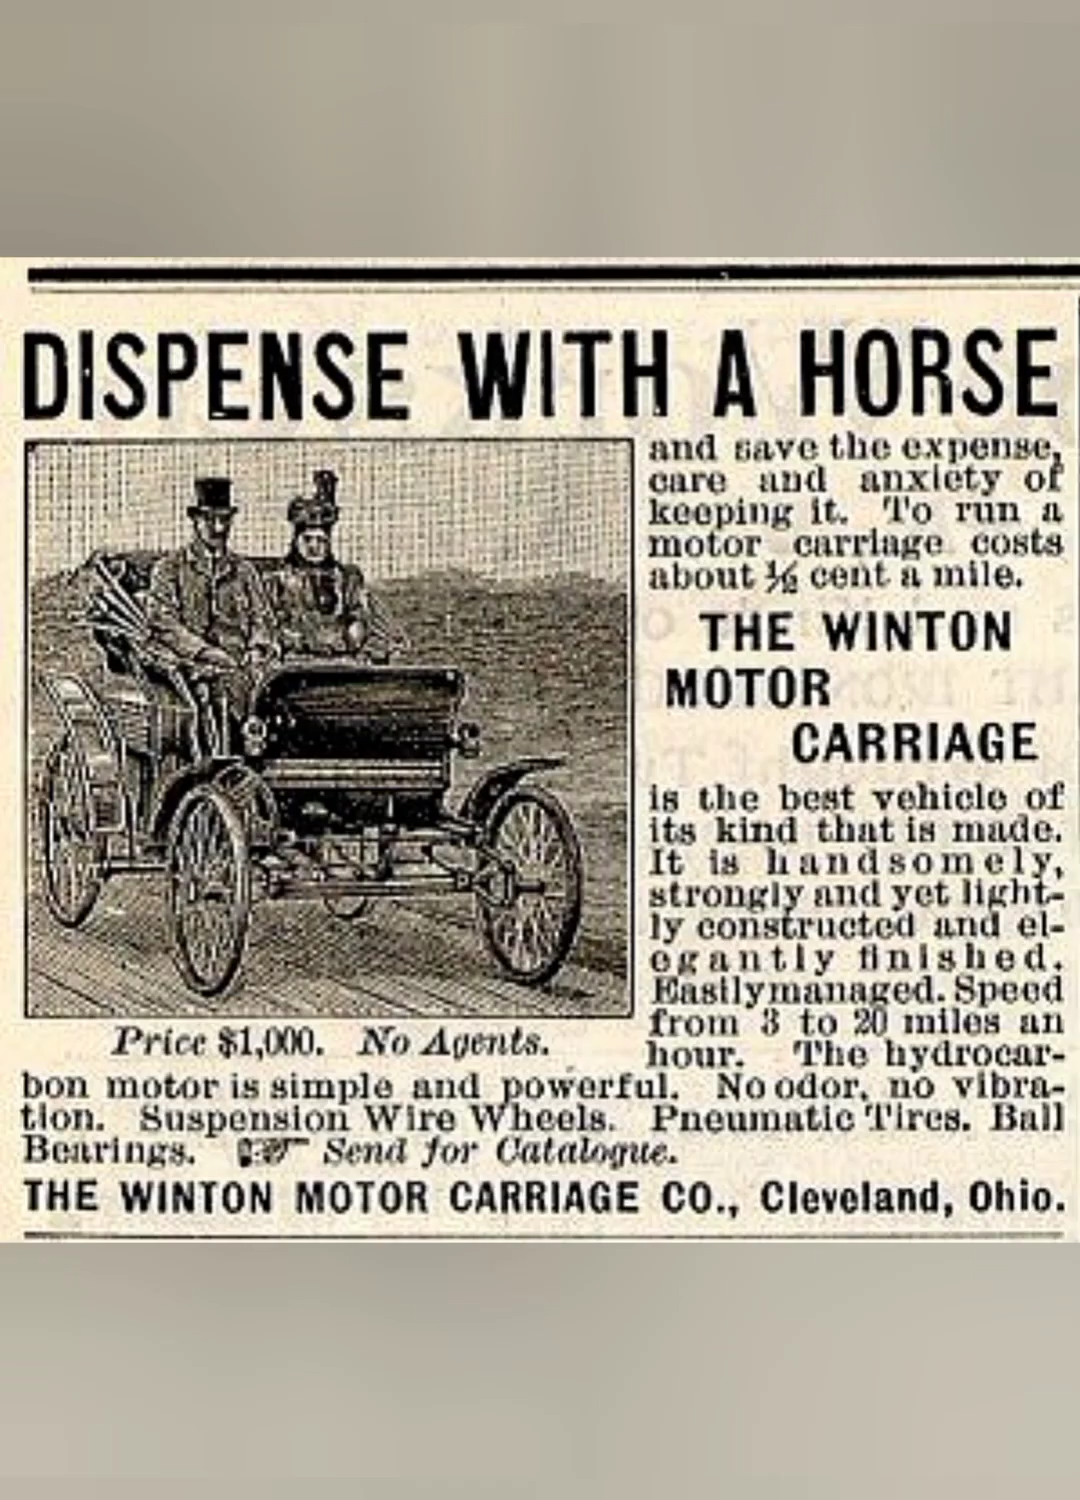 DISPENSE WITH A HORSE
and save the expense,
care and anxiety of
keeping it. To run a
motor carriage costs
about ½ cent a mile.
THE WINTON
MOTOR
CARRIAGE
is the best vehicle of
its kind that is made.
It is handsomely,
strongly and yet light-
ly constructed and el-
egantly finished.
Easily managed. Speed
from 3 to 20 miles an
hour. The hydrocar-
Price $1,000. No Agents.
bon motor is simple and powerful. No odor, no vibra-
tion. Suspension Wire Wheels. Pneumatic Tires. Ball
Bearings. ☞ Send for Catalogue.
THE WINTON MOTOR CARRIAGE CO., Cleveland, Ohio.